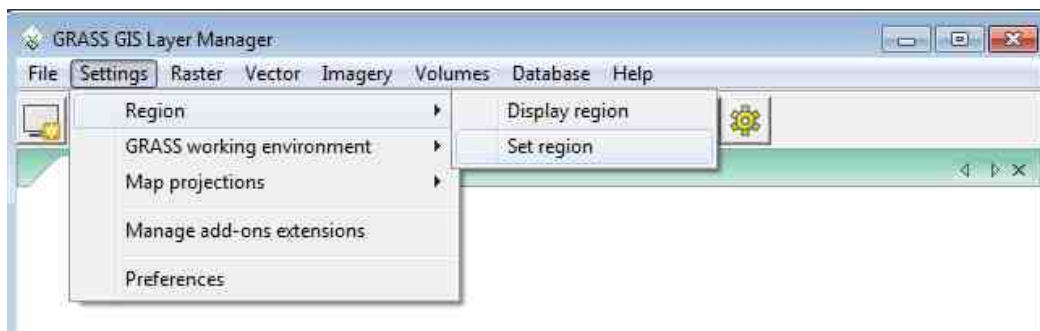 GRASS GIS Layer Manager
File Settings Raster Vector Imagery Volumes Database Help
Region
Display region
GRASS working environment
Set region
Map projections
Manage add-ons extensions
Preferences